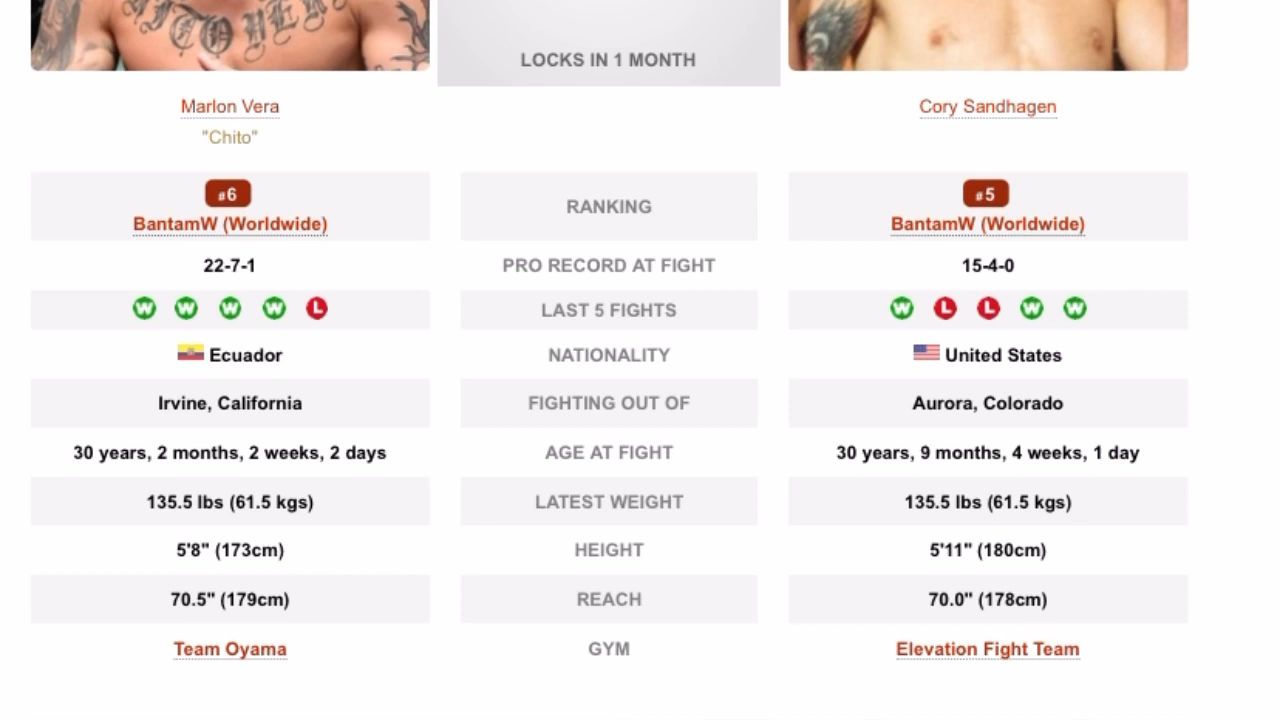 LOCKS IN 1 MONTH
Marlon Vera
Cory Sandhagen
"Chito"
#6
RANKING
#5
BantamW (Worldwide)
BantamW (Worldwide)
22-7-1
PRO RECORD AT FIGHT
15-4-0
W W W W L
LAST 5 FIGHTS
W L L W W
Ecuador
NATIONALITY
United States
Irvine, California
FIGHTING OUT OF
Aurora, Colorado
30 years, 2 months, 2 weeks, 2 days
AGE AT FIGHT
30 years, 9 months, 4 weeks, 1 day
135.5 lbs (61.5 kgs)
LATEST WEIGHT
135.5 lbs (61.5 kgs)
5'8" (173cm)
HEIGHT
5'11" (180cm)
70.5" (179cm)
REACH
70.0" (178cm)
Team Oyama
GYM
Elevation Fight Team